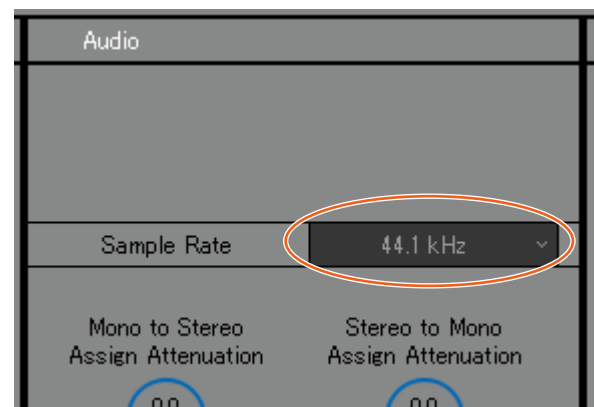 Audio
Sample Rate 44.1 kHz
Mono to Stereo
Assign Attenuation
Stereo to Mono
Assign Attenuation